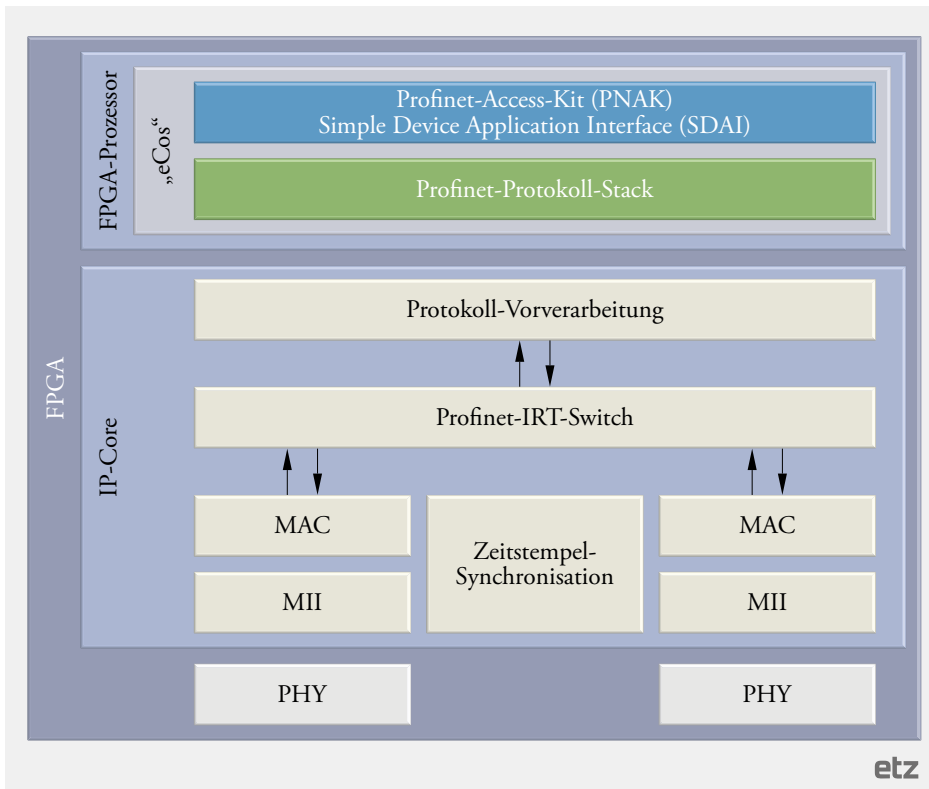 FPGA
FPGA-Prozessor
„eCos“
Profinet-Access-Kit (PNAK)
Simple Device Application Interface (SDAI)
Profinet-Protokoll-Stack
IP-Core
Protokoll-Vorverarbeitung
Profinet-IRT-Switch
MAC
Zeitstempel-
Synchronisation
MAC
MII
MII
PHY
PHY
etz